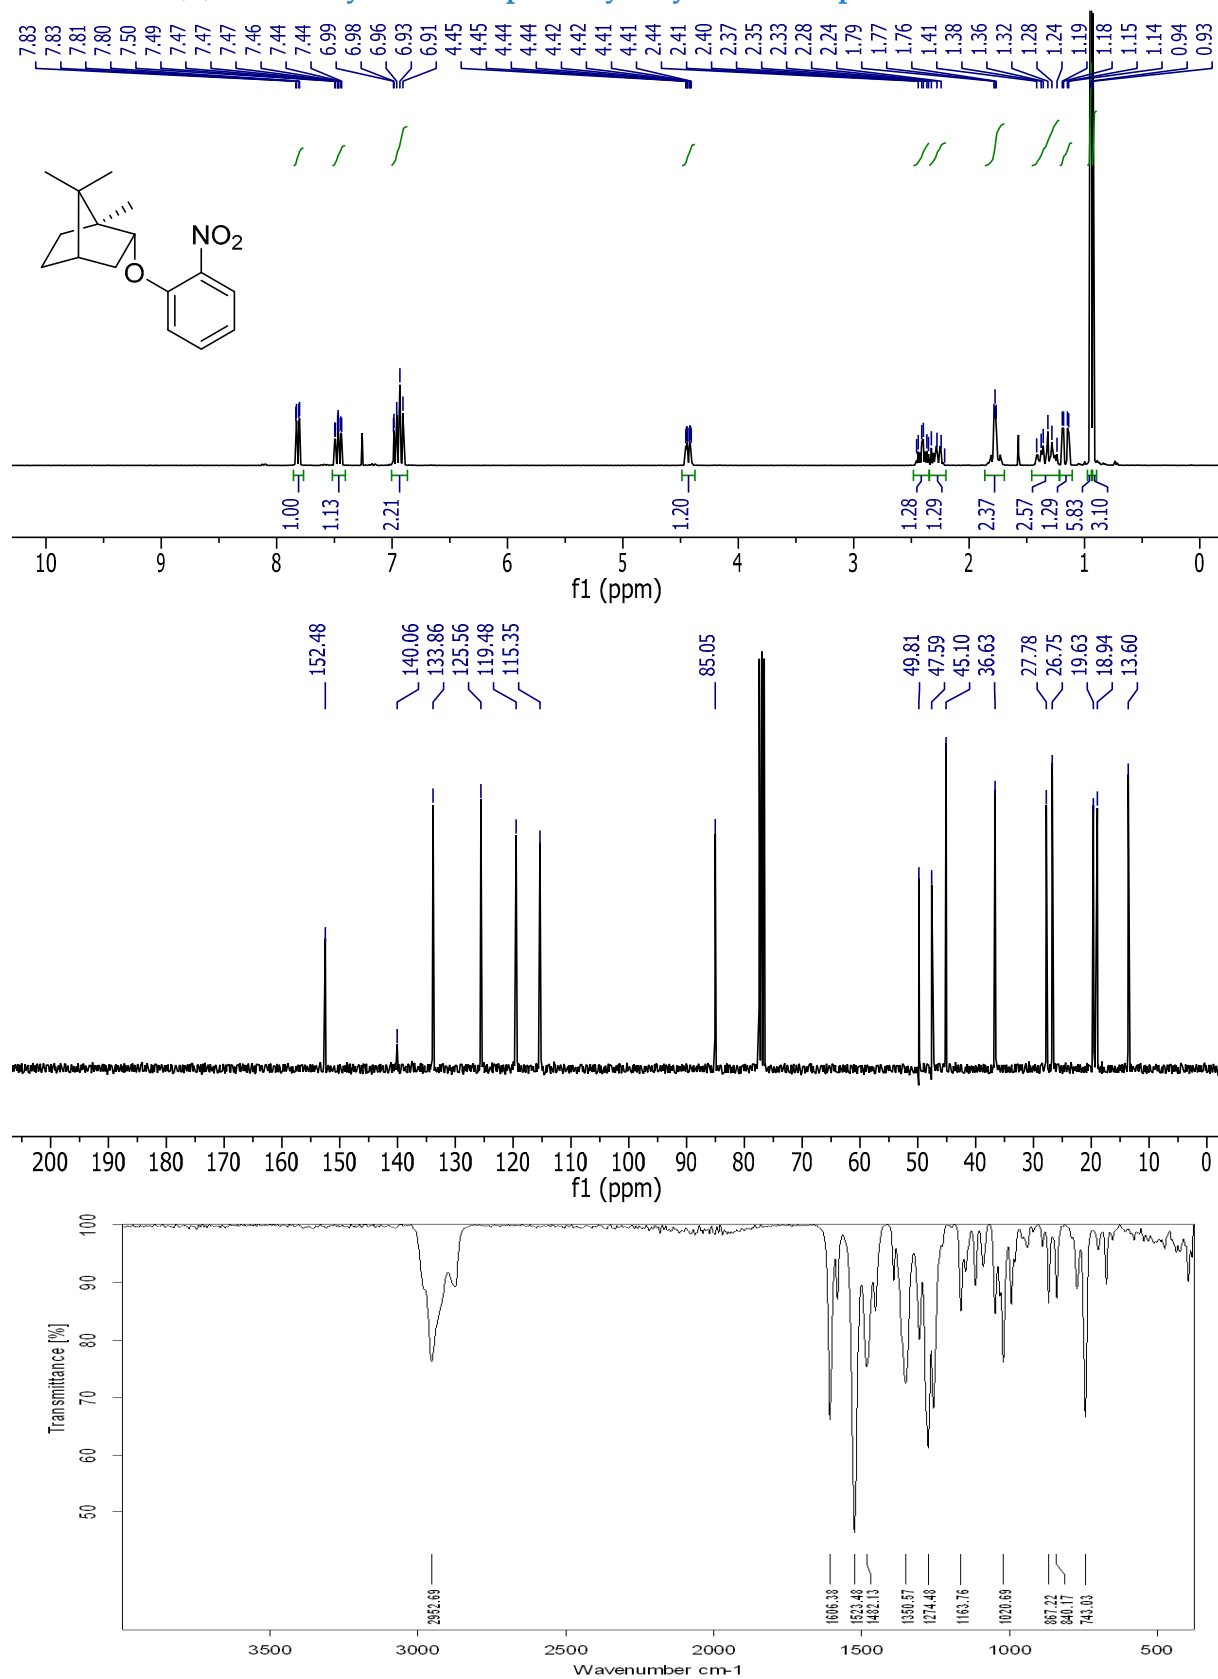 7.83 7.83 7.81 7.80 7.50 7.49 7.47 7.47 7.47 7.46 7.44 7.44 6.99 6.98 6.96 6.93 6.91 4.45 4.45 4.44 4.44 4.42 4.42 4.41 4.41 2.44 2.41 2.40 2.37 2.35 2.33 2.28 2.24 1.79 1.77 1.76 1.41 1.38 1.36 1.32 1.28 1.24 1.19 1.18 1.15 1.14 0.94 0.93
NO2
O
1.00 1.13 2.21 1.20 1.28 1.29 2.37 2.57 1.29 5.83 3.10
10 9 8 7 6 5 4 3 2 1 0
f1 (ppm)
152.48 140.06 133.86 125.56 119.48 115.35 85.05 49.81 47.59 45.10 36.63 27.78 26.75 19.63 18.94 13.60
200 190 180 170 160 150 140 130 120 110 100 90 80 70 60 50 40 30 20 10 0
f1 (ppm)
100
90
80
70
60
50
Transmittance [%]
2952.69 1606.38 1523.48 1482.13 1350.57 1274.48 1163.76 1020.69 867.22 840.17 743.03
3500 3000 2500 2000 1500 1000 500
Wavenumber cm-1